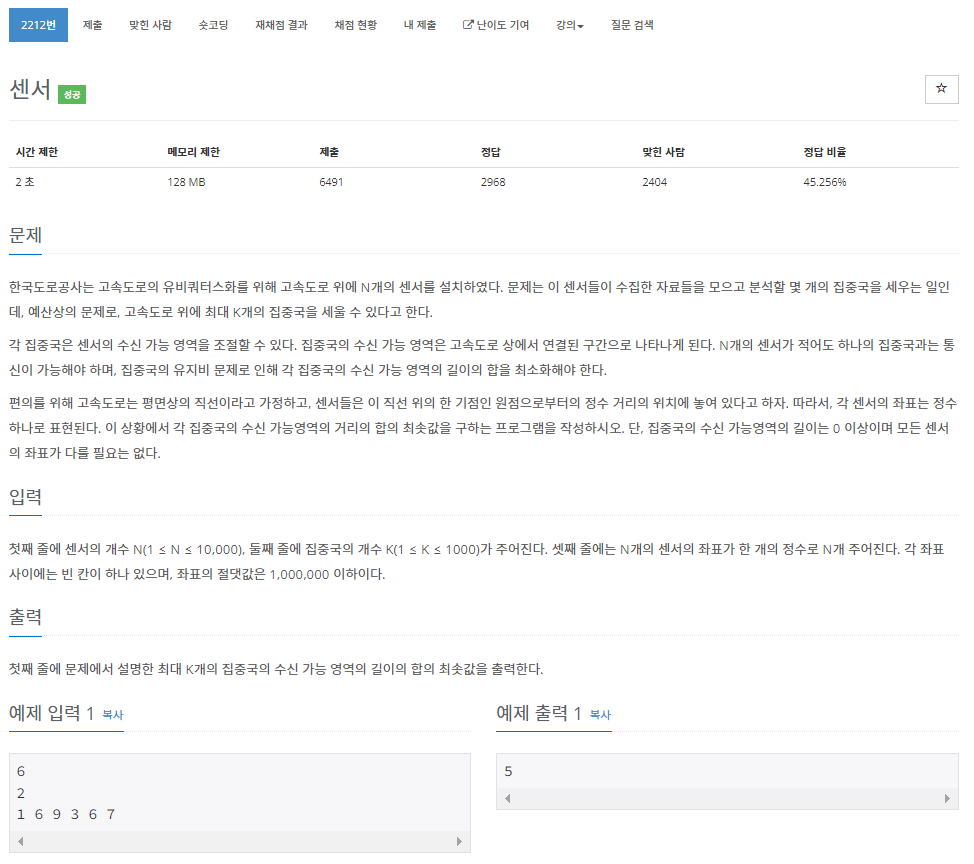 2212번 제출 맞힌 사람 숏코딩 재채점 결과 채점 현황 내 제출 난이도 기여 강의 질문 검색
센서 성공
시간 제한 메모리 제한 제출 정답 맞힌 사람 정답 비율
2 초 128 MB 6491 2968 2404 45.256%
문제
한국도로공사는 고속도로의 유비쿼터스화를 위해 고속도로 위에 N개의 센서를 설치하였다. 문제는 이 센서들이 수집한 자료들을 모으고 분석할 몇 개의 집중국을 세우는 일인
데, 예산상의 문제로, 고속도로 위에 최대 K개의 집중국을 세울 수 있다고 한다.
각 집중국은 센서의 수신 가능 영역을 조절할 수 있다. 집중국의 수신 가능 영역은 고속도로 상에서 연결된 구간으로 나타나게 된다. N개의 센서가 적어도 하나의 집중국과는 통
신이 가능해야 하며, 집중국의 유지비 문제로 인해 각 집중국의 수신 가능 영역의 길이의 합을 최소화해야 한다.
편의를 위해 고속도로는 평면상의 직선이라고 가정하고, 센서들은 이 직선 위의 한 기점인 원점으로부터의 정수 거리의 위치에 놓여 있다고 하자. 따라서, 각 센서의 좌표는 정수
하나로 표현된다. 이 상황에서 각 집중국의 수신 가능영역의 거리의 합의 최솟값을 구하는 프로그램을 작성하시오. 단, 집중국의 수신 가능영역의 길이는 0 이상이며 모든 센서
의 좌표가 다를 필요는 없다.
입력
첫째 줄에 센서의 개수 N(1 ≤ N ≤ 10,000), 둘째 줄에 집중국의 개수 K(1 ≤ K ≤ 1000)가 주어진다. 셋째 줄에는 N개의 센서의 좌표가 한 개의 정수로 N개 주어진다. 각 좌표
사이에는 빈 칸이 하나 있으며, 좌표의 절댓값은 1,000,000 이하이다.
출력
첫째 줄에 문제에서 설명한 최대 K개의 집중국의 수신 가능 영역의 길이의 합의 최솟값을 출력한다.
예제 입력 1 복사
6
2
1 6 9 3 6 7
예제 출력 1 복사
5